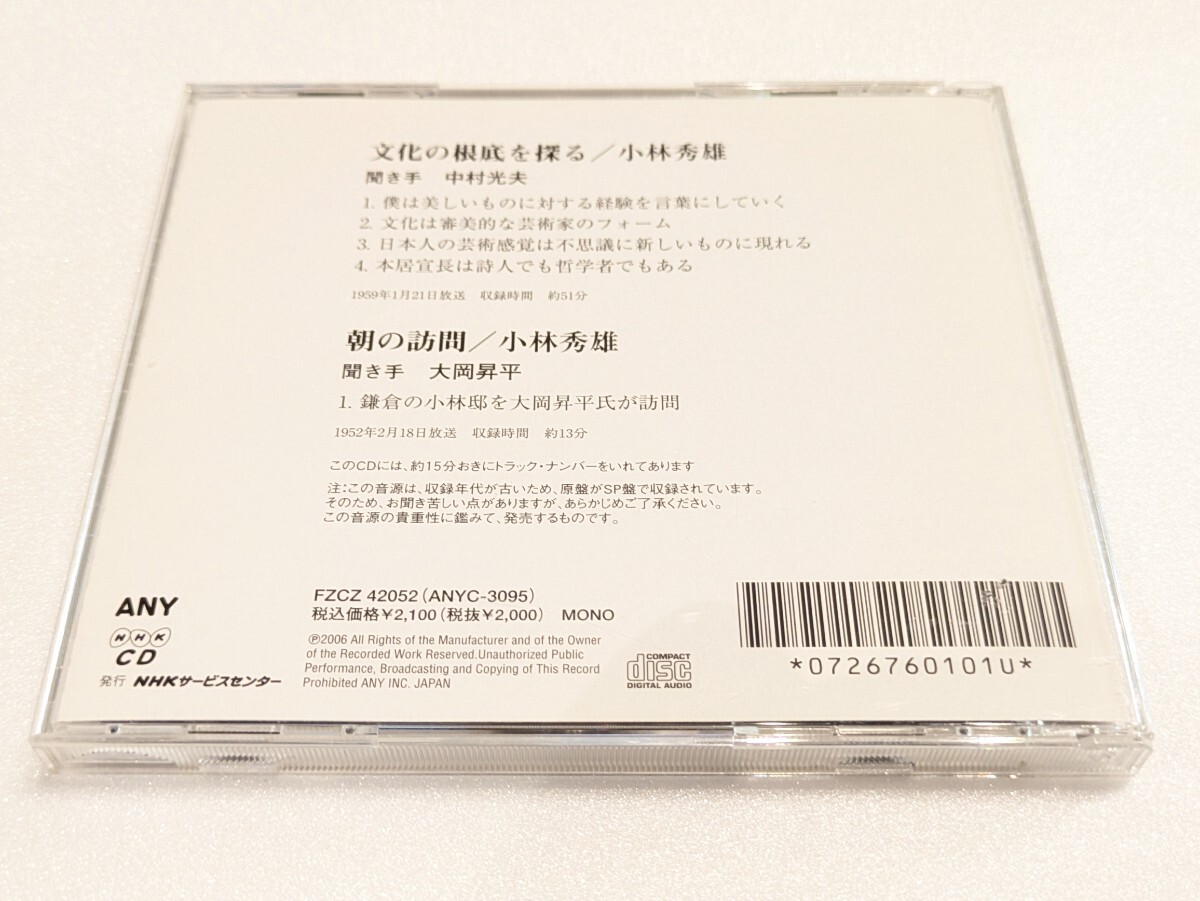 文化の根底を探る／小林秀雄
聞き手 中村光夫
1. 僕は美しいものに対する経験を言葉にしていく
2. 文化は審美的な芸術家のフォーム
3. 日本人の芸術感覚は不思議に新しいものに現れる
4. 本居宣長は詩人でも哲学者でもある
1959年1月21日放送 収録時間 約51分
朝の訪問／小林秀雄
聞き手 大岡昇平
1. 鎌倉の小林邸を大岡昇平氏が訪問
1952年2月18日放送 収録時間 約13分
このCDには、約15分おきにトラック・ナンバーをいれてあります
注：この音源は、収録年代が古いため、原盤がSP盤で収録されています。
そのため、お聞き苦しい点がありますが、あらかじめご了承ください。
この音源の貴重性に鑑みて、発売するものです。
ANY
NHK
CD
発行 NHKサービスセンター
FZCZ 42052（ANYC-3095）
税込価格¥2,100（税抜¥2,000） MONO
℗2006 All Rights of the Manufacturer and of the Owner
of the Recorded Work Reserved.Unauthorized Public
Performance, Broadcasting and Copying of This Record
Prohibited ANY INC. JAPAN
COMPACT
disc
DIGITAL AUDIO
*0726760101U*